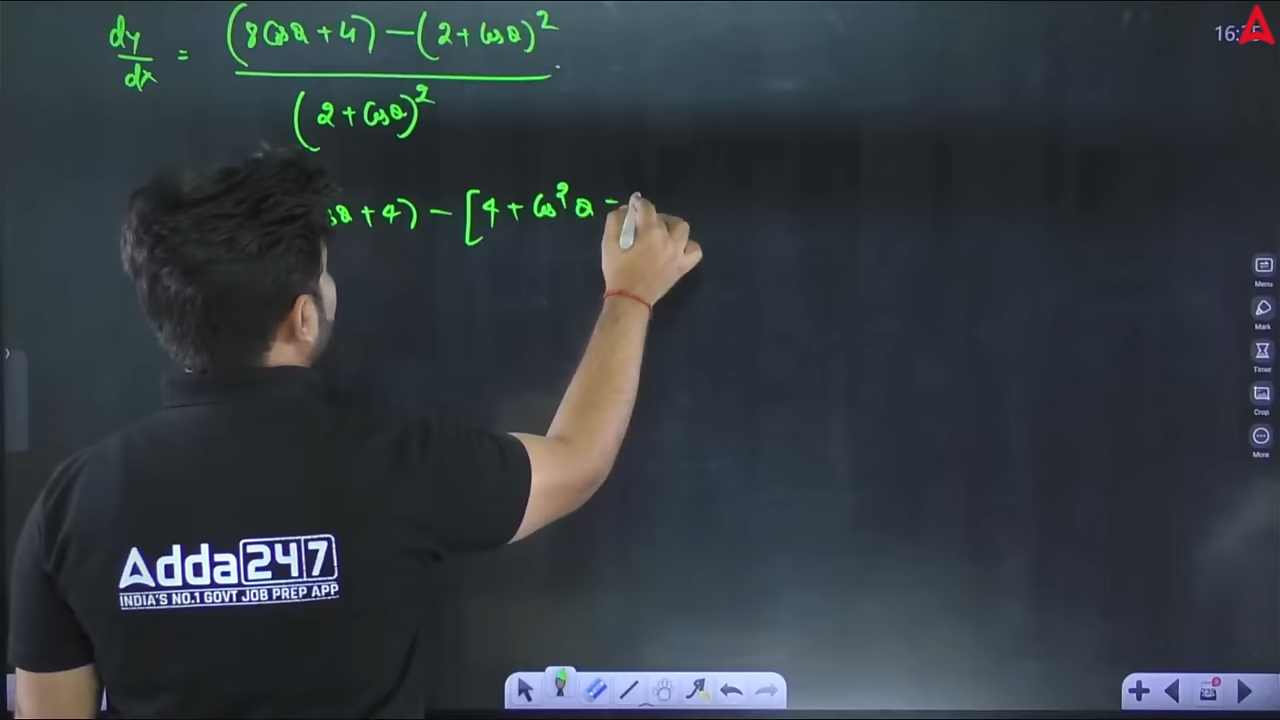 dy/dx = (8Cosθ + 4) - (2 + Cosθ)²
(2 + Cosθ)²
osθ + 4) - [4 + Cos²θ
16:
Menu
Mark
Timer
Crop
More
Adda247
INDIA'S NO.1 GOVT JOB PREP APP